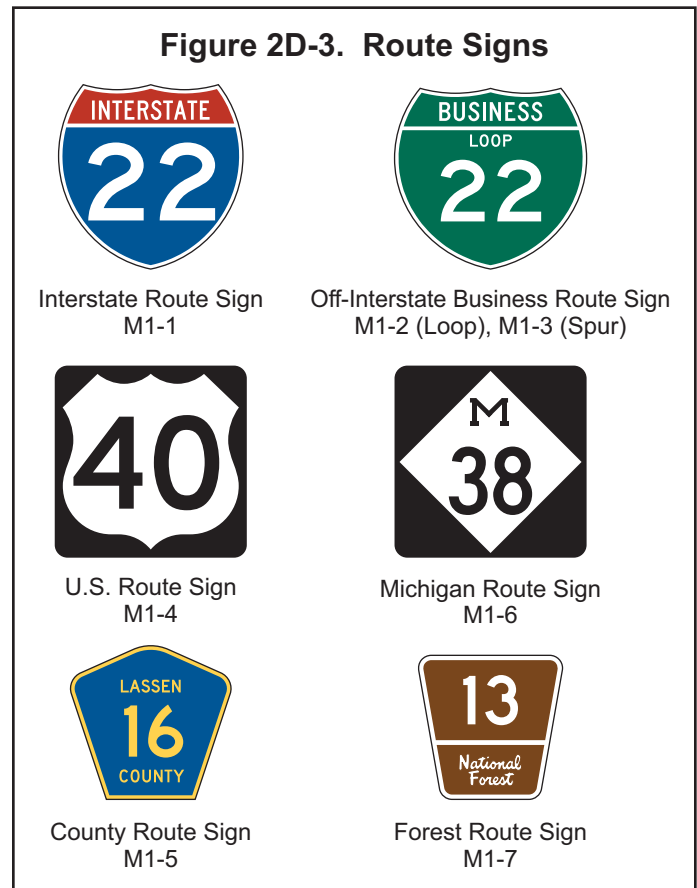 Figure 2D-3. Route Signs
INTERSTATE
22
Interstate Route Sign
M1-1
BUSINESS
LOOP
22
Off-Interstate Business Route Sign
M1-2 (Loop), M1-3 (Spur)
40
U.S. Route Sign
M1-4
M
38
Michigan Route Sign
M1-6
LASSEN
16
COUNTY
County Route Sign
M1-5
13
National
Forest
Forest Route Sign
M1-7